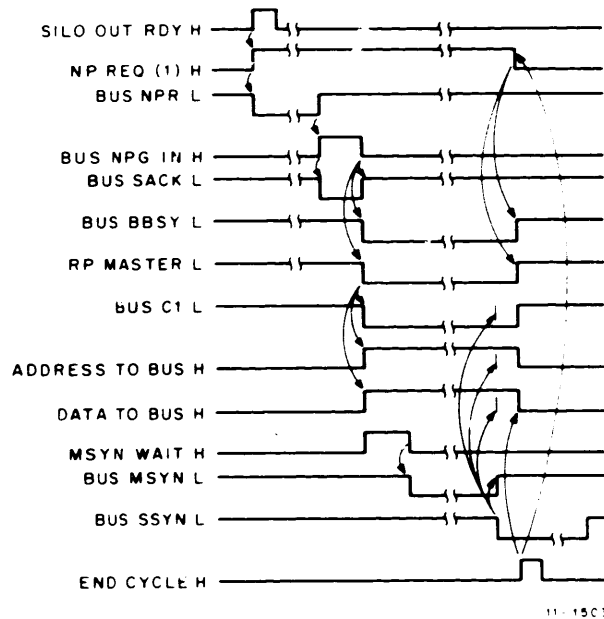 SILO OUT RDY H
NP REQ (1) H
BUS NPR L
BUS NPG IN H
BUS SACK L
BUS BBSY L
RP MASTER L
BUS C1 L
ADDRESS TO BUS H
DATA TO BUS H
MSYN WAIT H
BUS MSYN L
BUS SSYN L
END CYCLE H